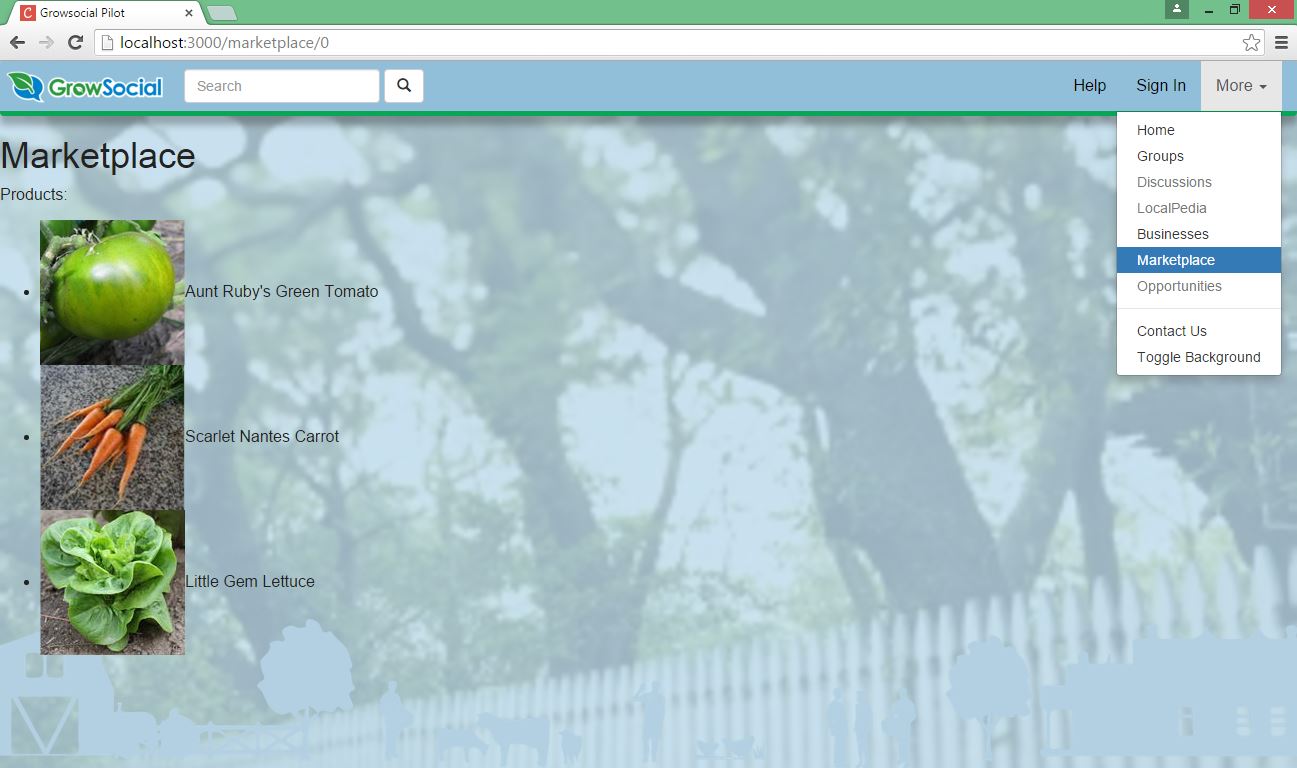 Growsocial Pilot
localhost:3000/marketplace/0
GrowSocial
Search
Help
Sign In
More
Home
Groups
Discussions
LocalPedia
Businesses
Marketplace
Opportunities
Contact Us
Toggle Background
Marketplace
Products:
Aunt Ruby's Green Tomato
Scarlet Nantes Carrot
Little Gem Lettuce